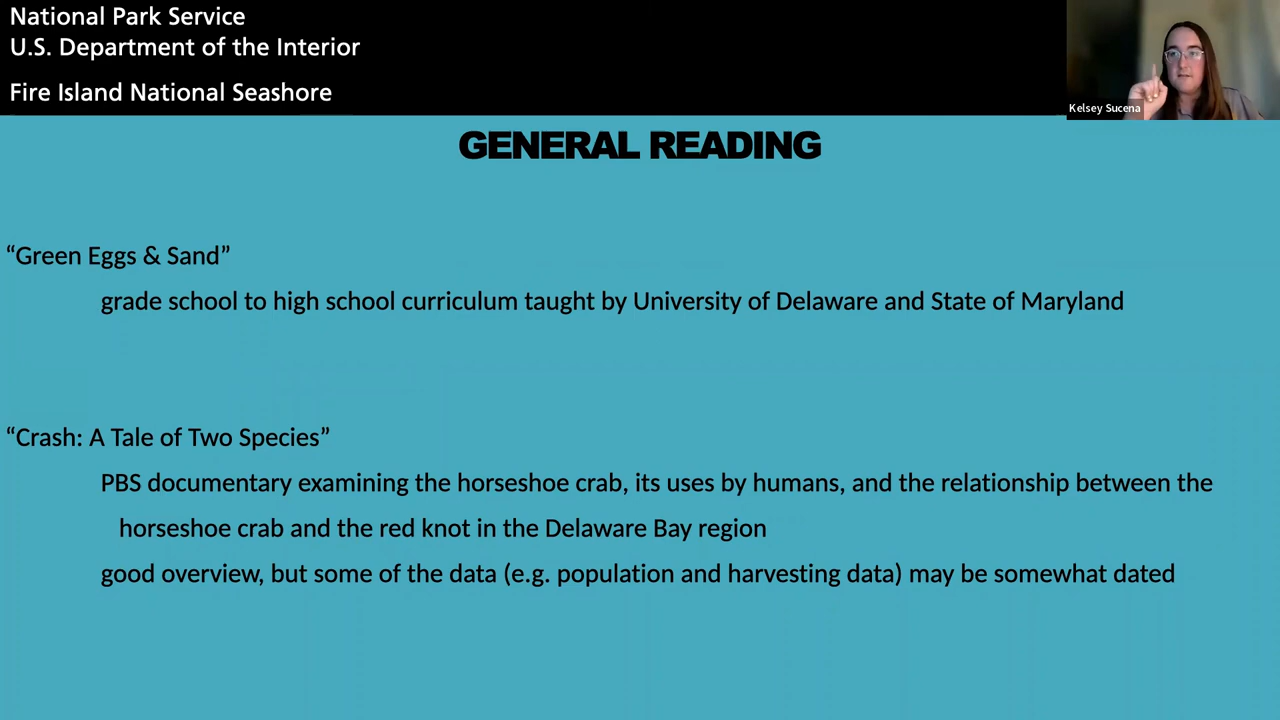 National Park Service
U.S. Department of the Interior
Fire Island National Seashore
Kelsey Sucena
GENERAL READING
“Green Eggs & Sand”
grade school to high school curriculum taught by University of Delaware and State of Maryland
“Crash: A Tale of Two Species”
PBS documentary examining the horseshoe crab, its uses by humans, and the relationship between the
horseshoe crab and the red knot in the Delaware Bay region
good overview, but some of the data (e.g. population and harvesting data) may be somewhat dated